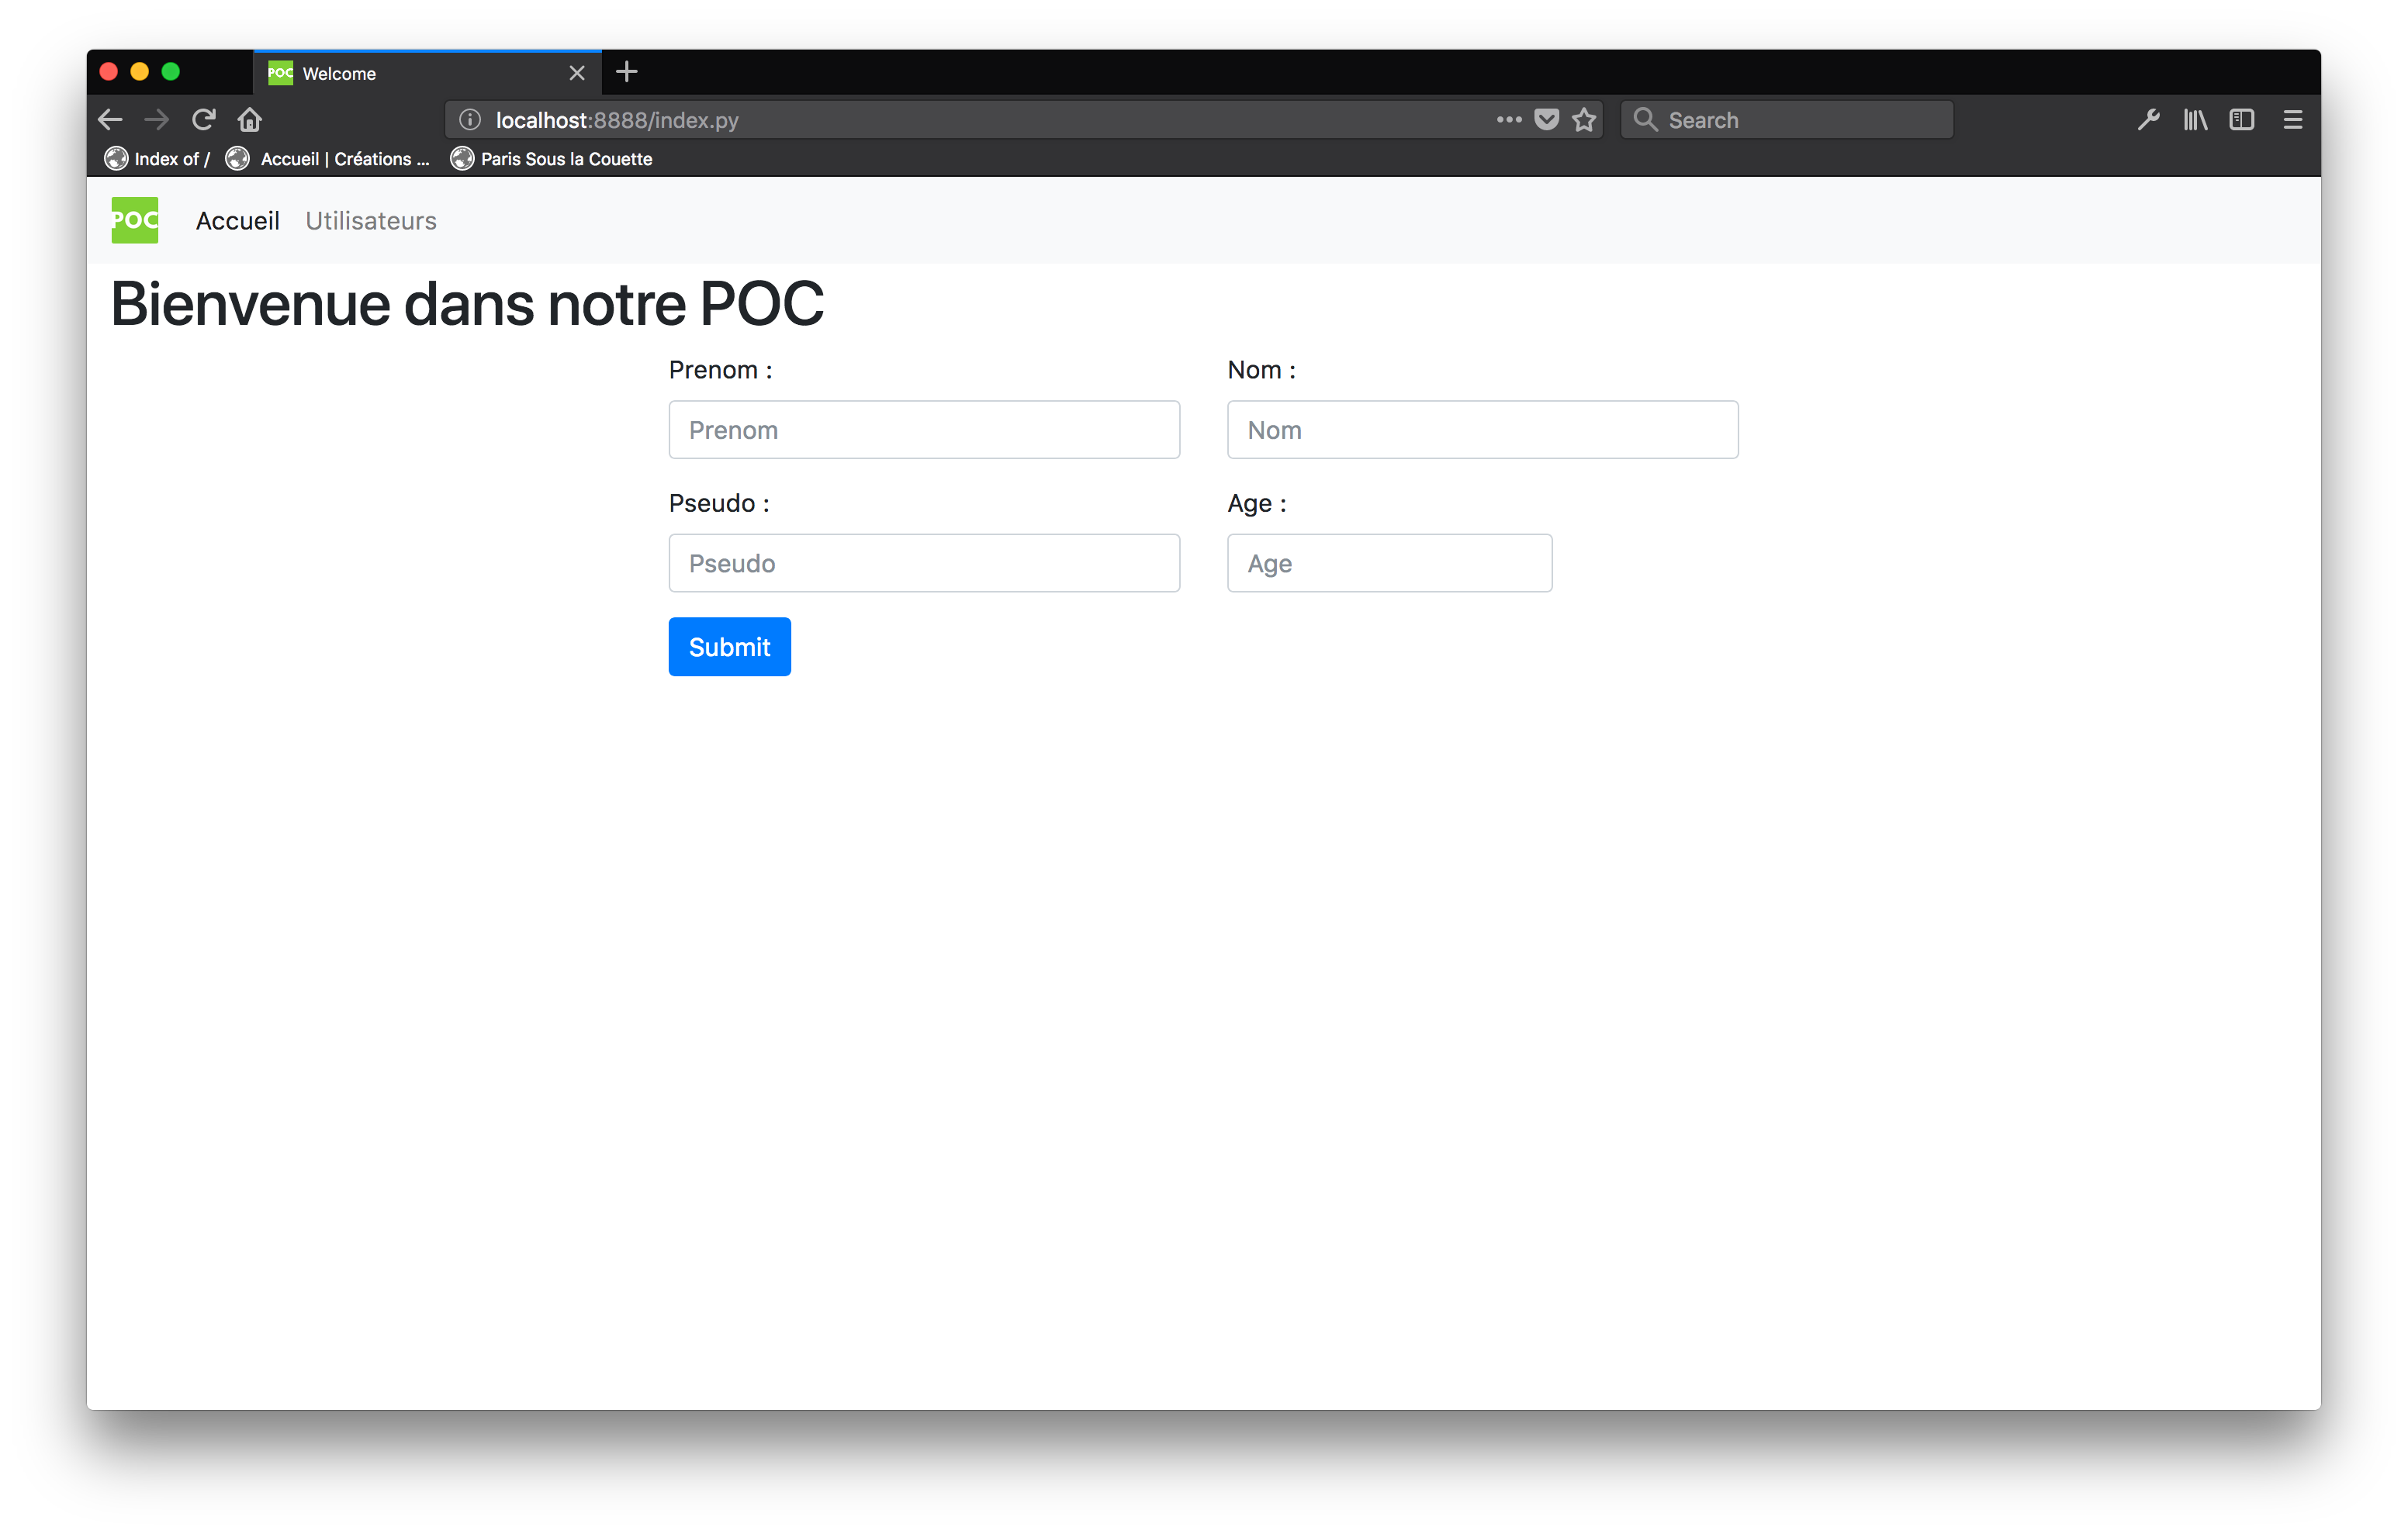 POC Welcome
localhost:8888/index.py Search
Index of / Accueil | Créations ... Paris Sous la Couette
POC Accueil Utilisateurs
Bienvenue dans notre POC
Prenom : Nom :
Prenom Nom
Pseudo : Age :
Pseudo Age
Submit